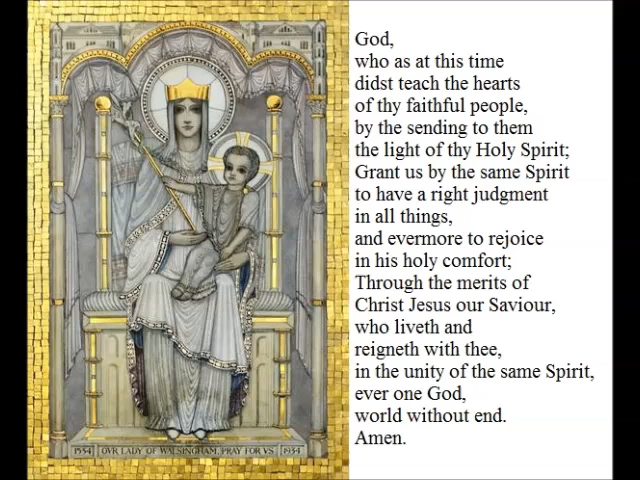 God,
who as at this time
didst teach the hearts
of thy faithful people,
by the sending to them
the light of thy Holy Spirit;
Grant us by the same Spirit
to have a right judgment
in all things,
and evermore to rejoice
in his holy comfort;
Through the merits of
Christ Jesus our Saviour,
who liveth and
reigneth with thee,
in the unity of the same Spirit,
ever one God,
world without end.
Amen.
1534 OVR LADY OF WALSINGHAM, PRAY FOR VS 1934